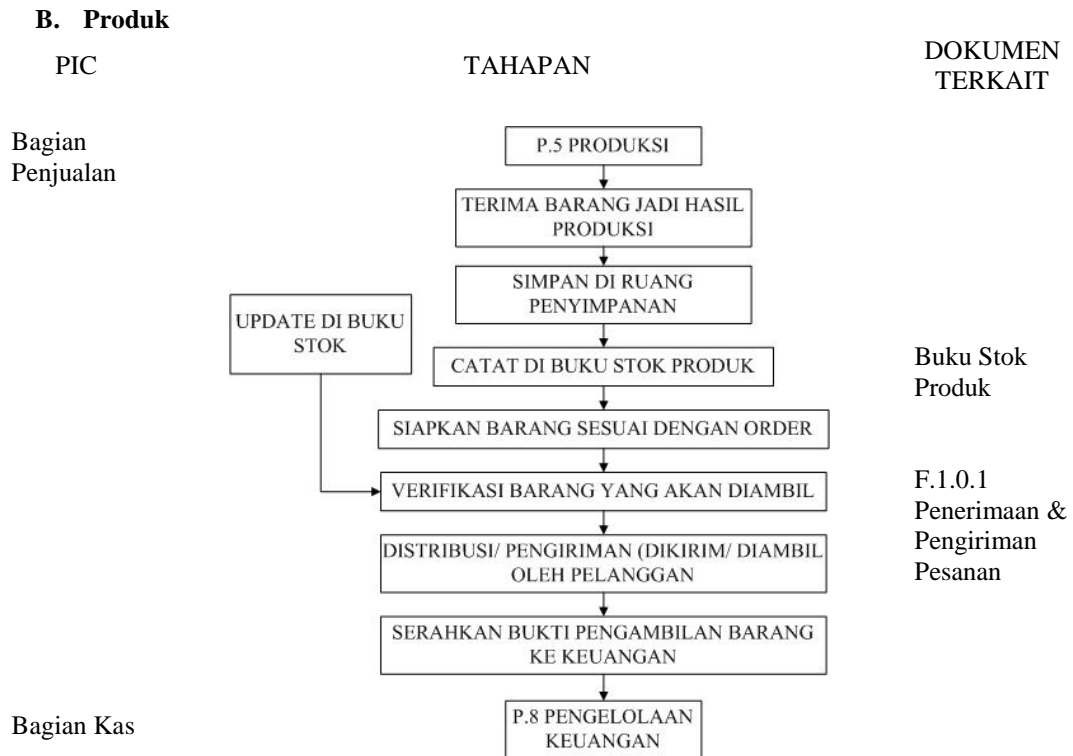 B. Produk
PIC
TAHAPAN
DOKUMEN
TERKAIT
Bagian
Penjualan
P.5 PRODUKSI
TERIMA BARANG JADI HASIL
PRODUKSI
SIMPAN DI RUANG
PENYIMPANAN
UPDATE DI BUKU
STOK
CATAT DI BUKU STOK PRODUK
Buku Stok
Produk
SIAPKAN BARANG SESUAI DENGAN ORDER
VERIFIKASI BARANG YANG AKAN DIAMBIL
F.1.0.1
Penerimaan &
Pengiriman
Pesanan
DISTRIBUSI/ PENGIRIMAN (DIKIRIM/ DIAMBIL
OLEH PELANGGAN
SERAHKAN BUKTI PENGAMBILAN BARANG
KE KEUANGAN
Bagian Kas
P.8 PENGELOLAAN
KEUANGAN